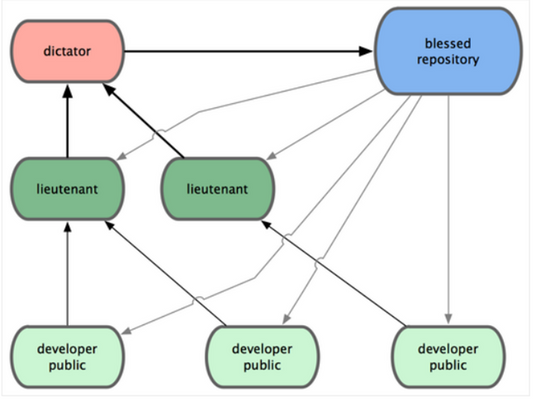 dictator
blessed
repository
lieutenant
lieutenant
developer
public
developer
public
developer
public